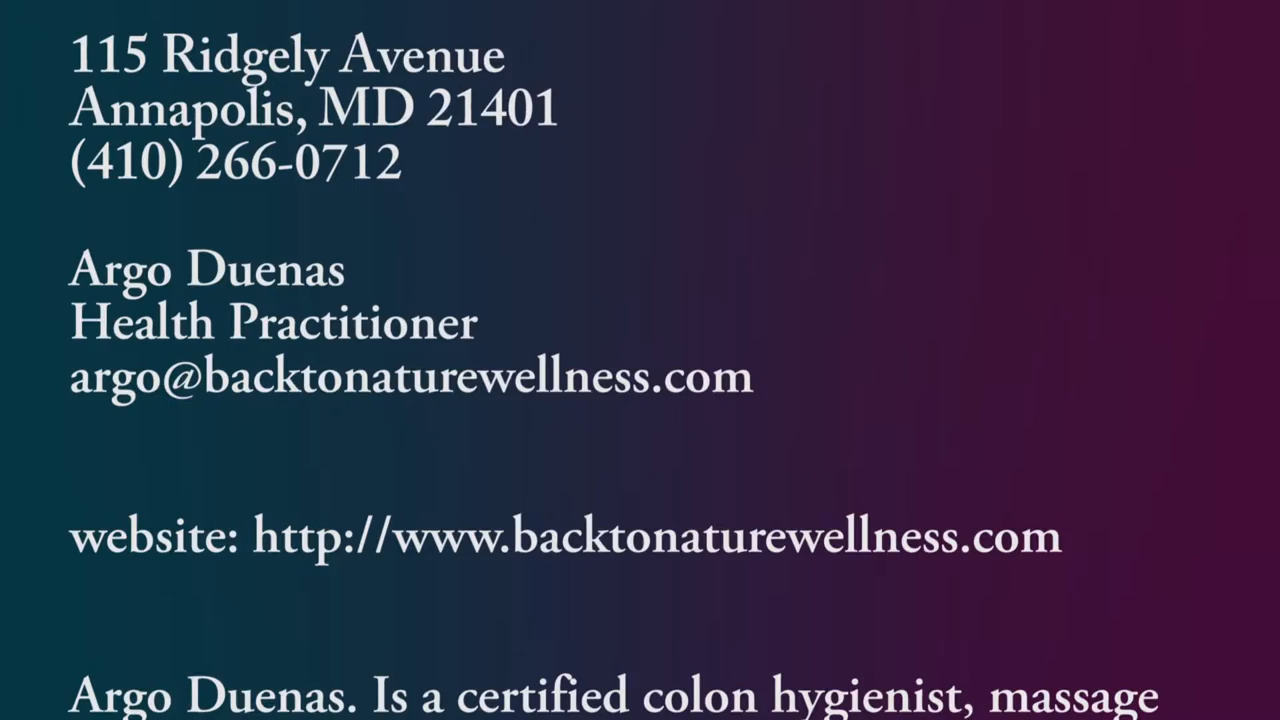 115 Ridgely Avenue
Annapolis, MD 21401
(410) 266-0712
Argo Duenas
Health Practitioner
argo@backtonaturewellness.com
website: http://www.backtonaturewellness.com
Argo Duenas. Is a certified colon hygienist, massage